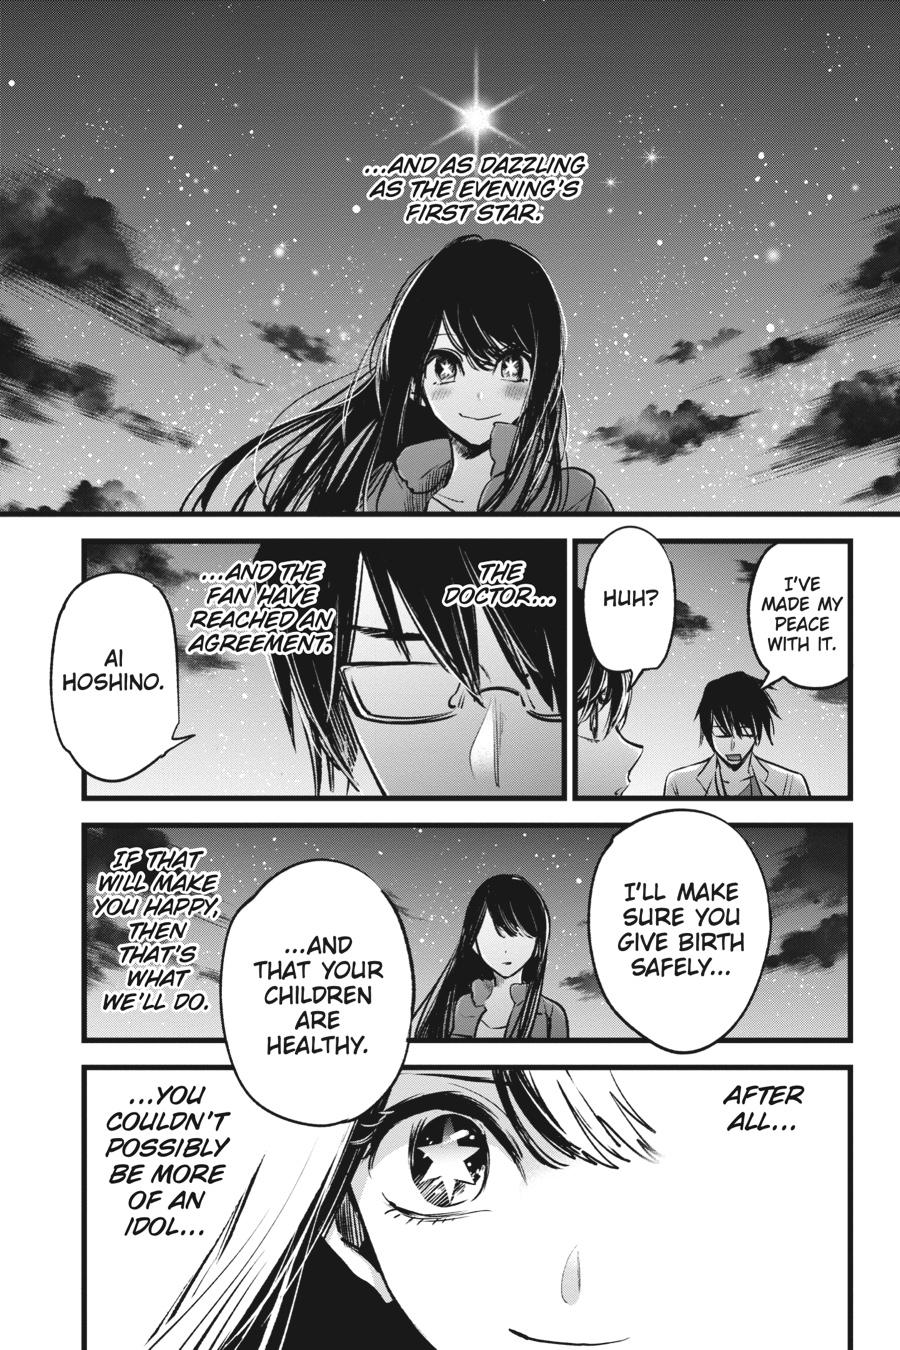 ...AND AS DAZZLING
AS THE EVENING'S
FIRST STAR.
I'VE
MADE MY
PEACE
WITH IT.
HUH?
THE
DOCTOR...
...AND THE
FAN HAVE
REACHED AN
AGREEMENT.
AI
HOSHINO.
I'LL MAKE
SURE YOU
GIVE BIRTH
SAFELY...
...AND
THAT YOUR
CHILDREN
ARE
HEALTHY.
IF THAT
WILL MAKE
YOU HAPPY,
THEN
THAT'S
WHAT
WE'LL DO.
AFTER
ALL...
...YOU
COULDN'T
POSSIBLY
BE MORE
OF AN
IDOL...